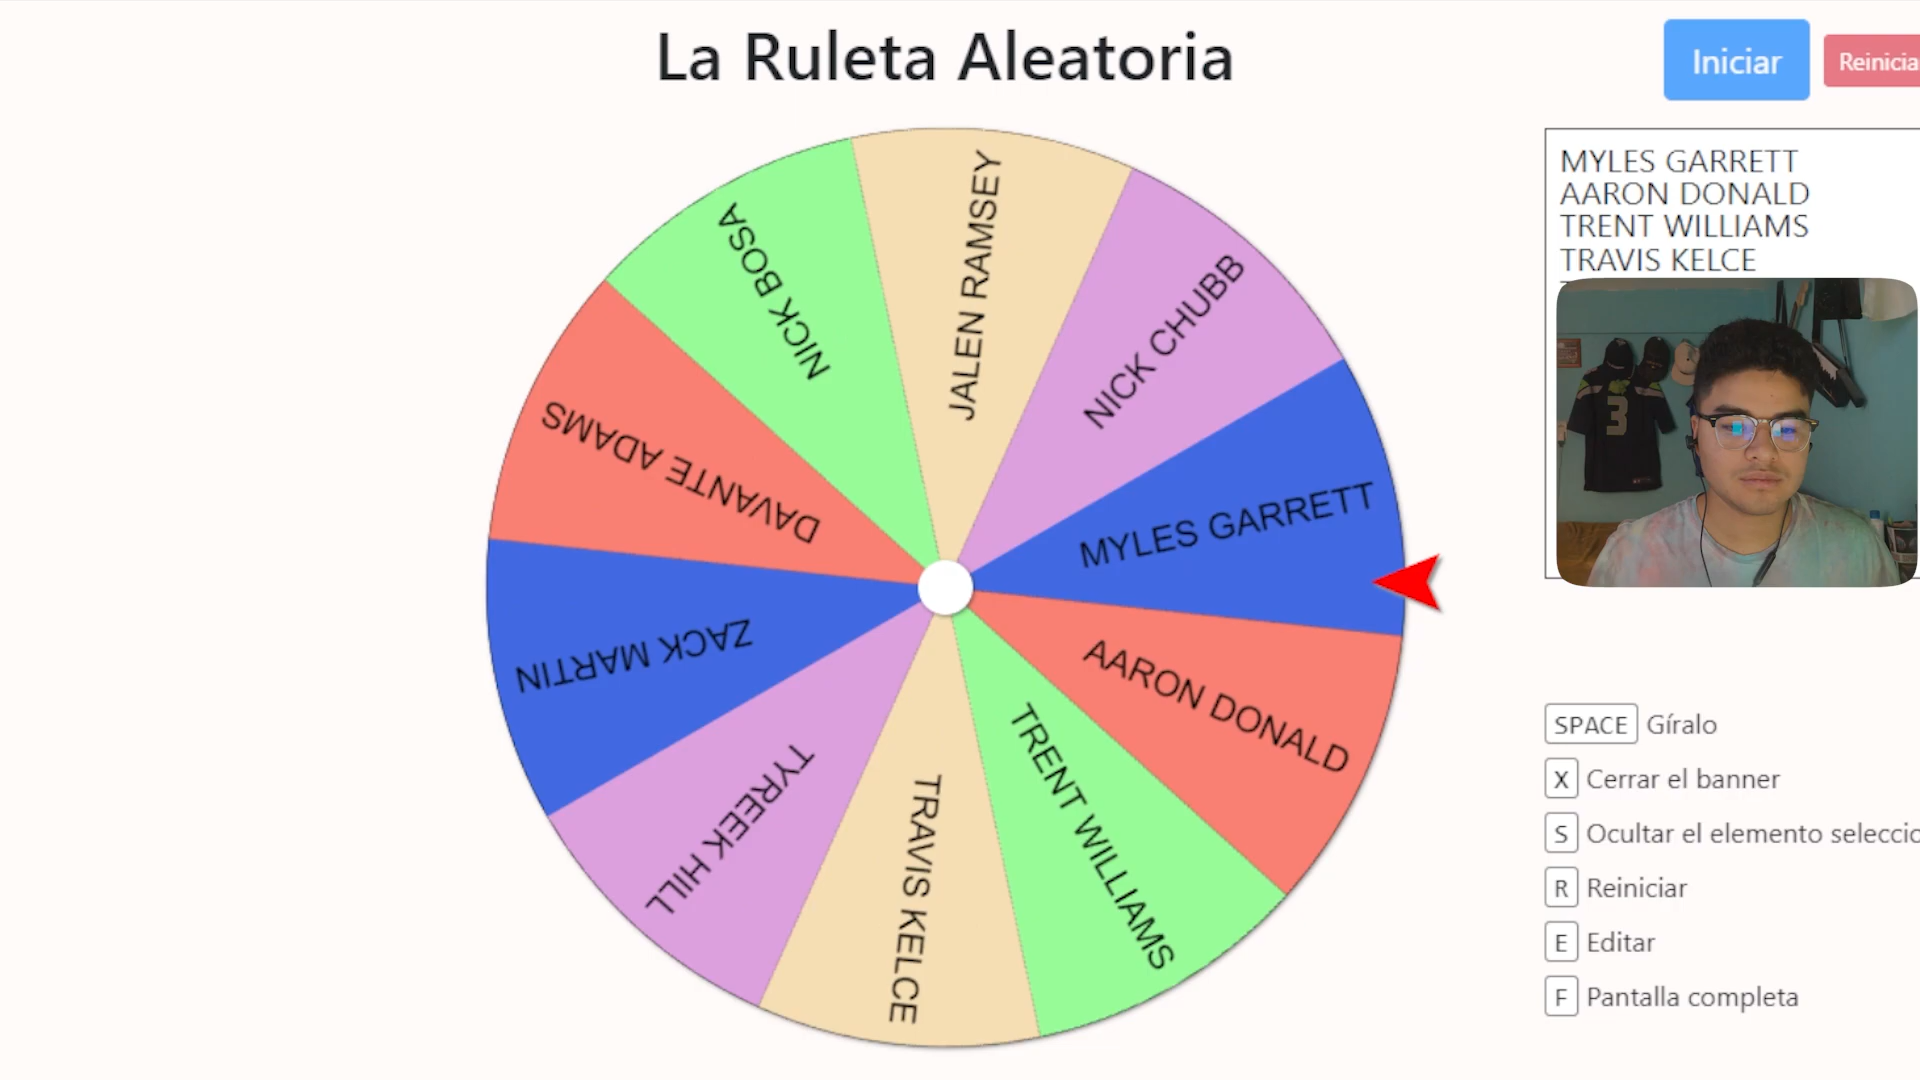 La Ruleta Aleatoria
Iniciar
Reinicia
MYLES GARRETT
AARON DONALD
TRENT WILLIAMS
TRAVIS KELCE
JALEN RAMSEY
NICK CHUBB
MYLES GARRETT
AARON DONALD
TRENT WILLIAMS
TRAVIS KELCE
TYREEK HILL
ZACK MARTIN
DAVANTE ADAMS
NICK BOSA
3
SPACE Gíralo
X Cerrar el banner
S Ocultar el elemento seleccio
R Reiniciar
E Editar
F Pantalla completa